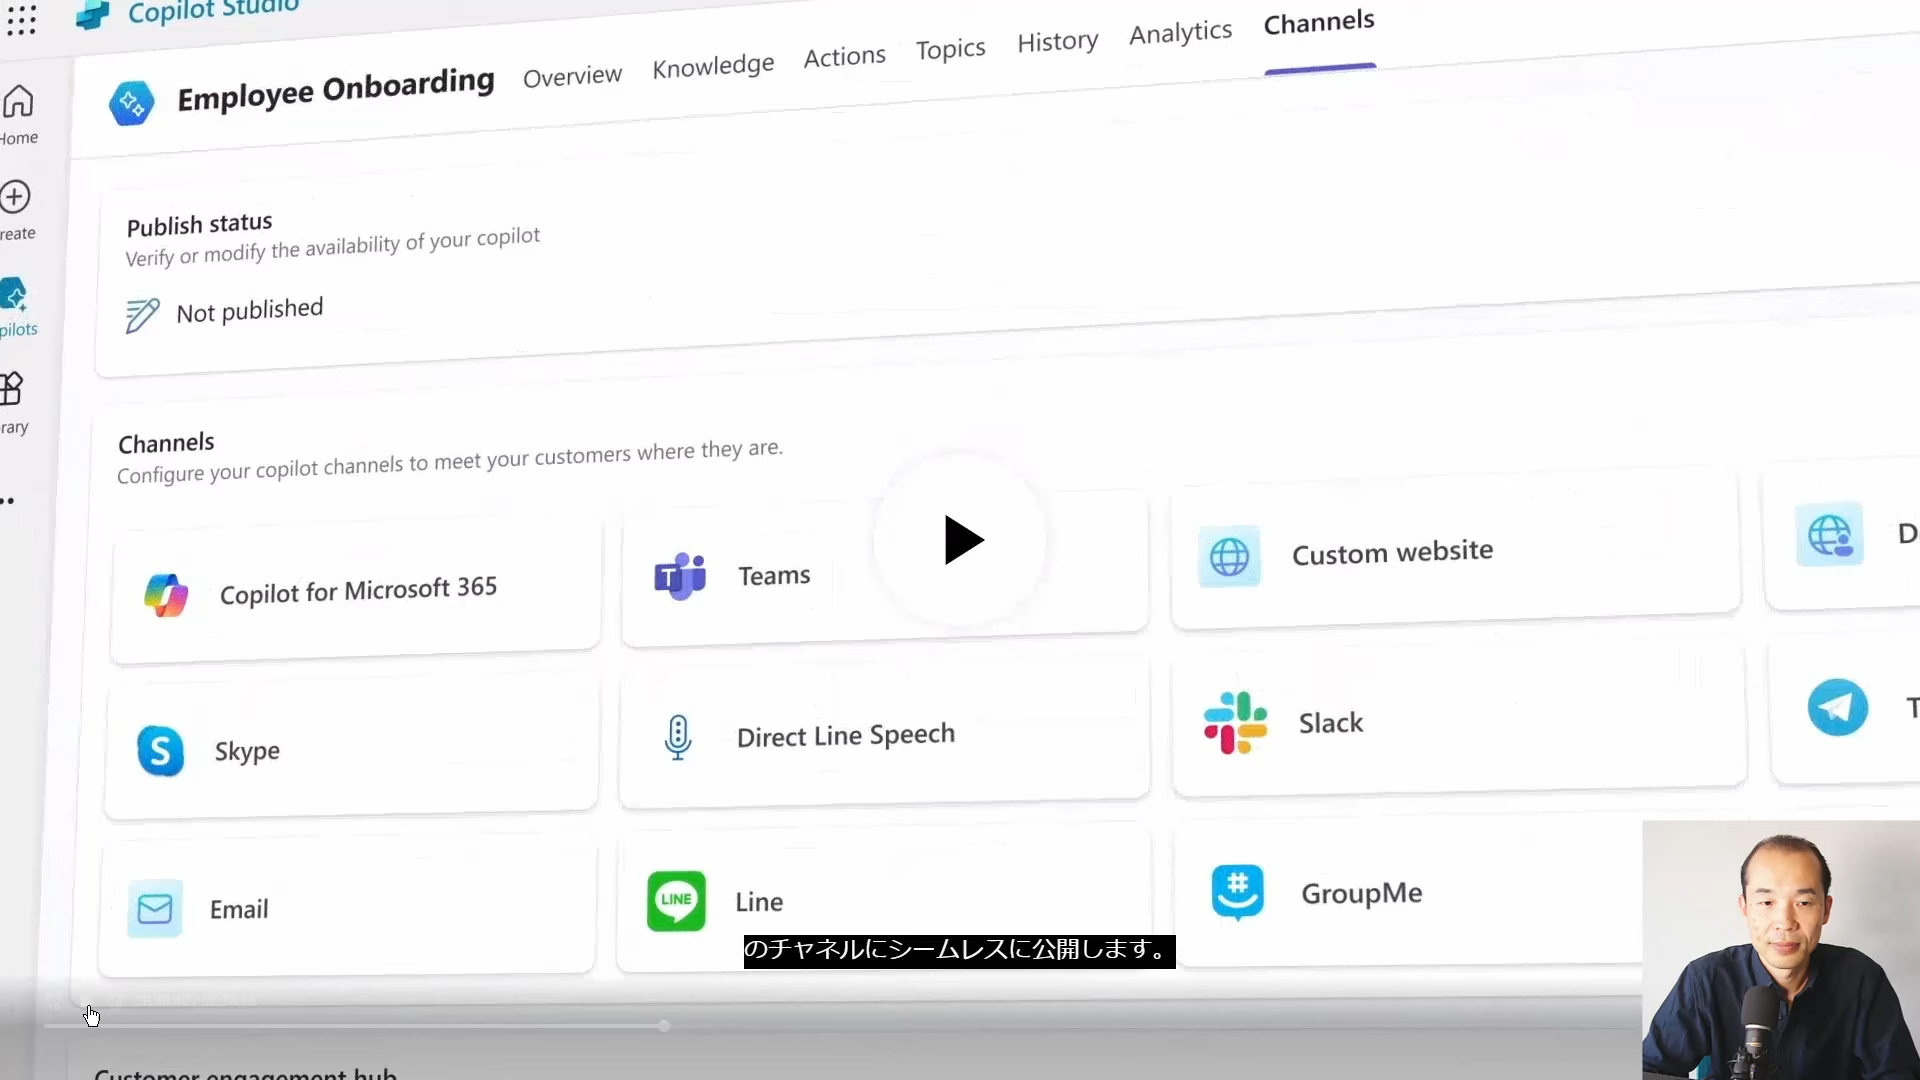 Copilot Studio
Employee Onboarding
Overview
Knowledge
Actions
Topics
History
Analytics
Channels
Home
reate
pilots
rary
Publish status
Verify or modify the availability of your copilot
Not published
Channels
Configure your copilot channels to meet your customers where they are.
Copilot for Microsoft 365
T
Teams
Custom website
D
S
Skype
Direct Line Speech
Slack
T
Email
LINE
Line
#
GroupMe
のチャネルにシームレスに公開します。
Customer engagement hub